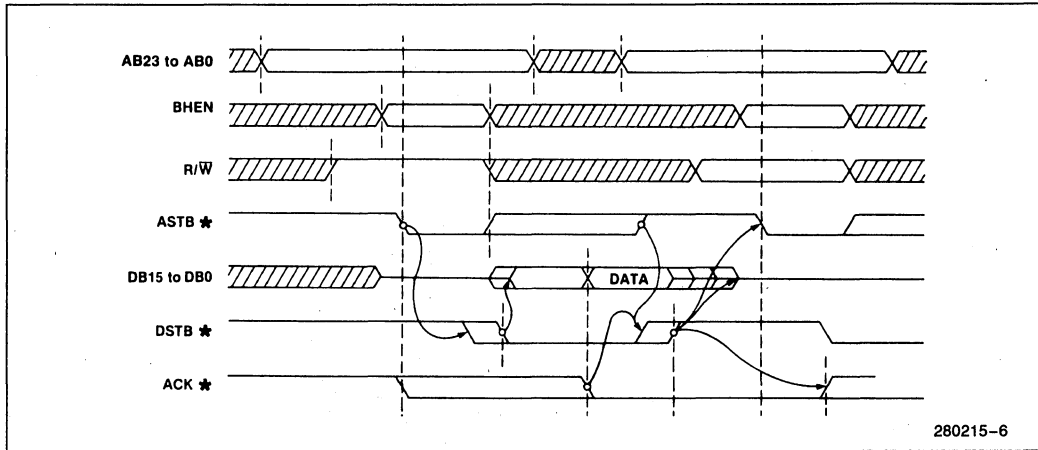 AB23 to AB0
BHEN
R/W̅
ASTB *
DB15 to DB0
DATA
DSTB *
ACK *
280215-6